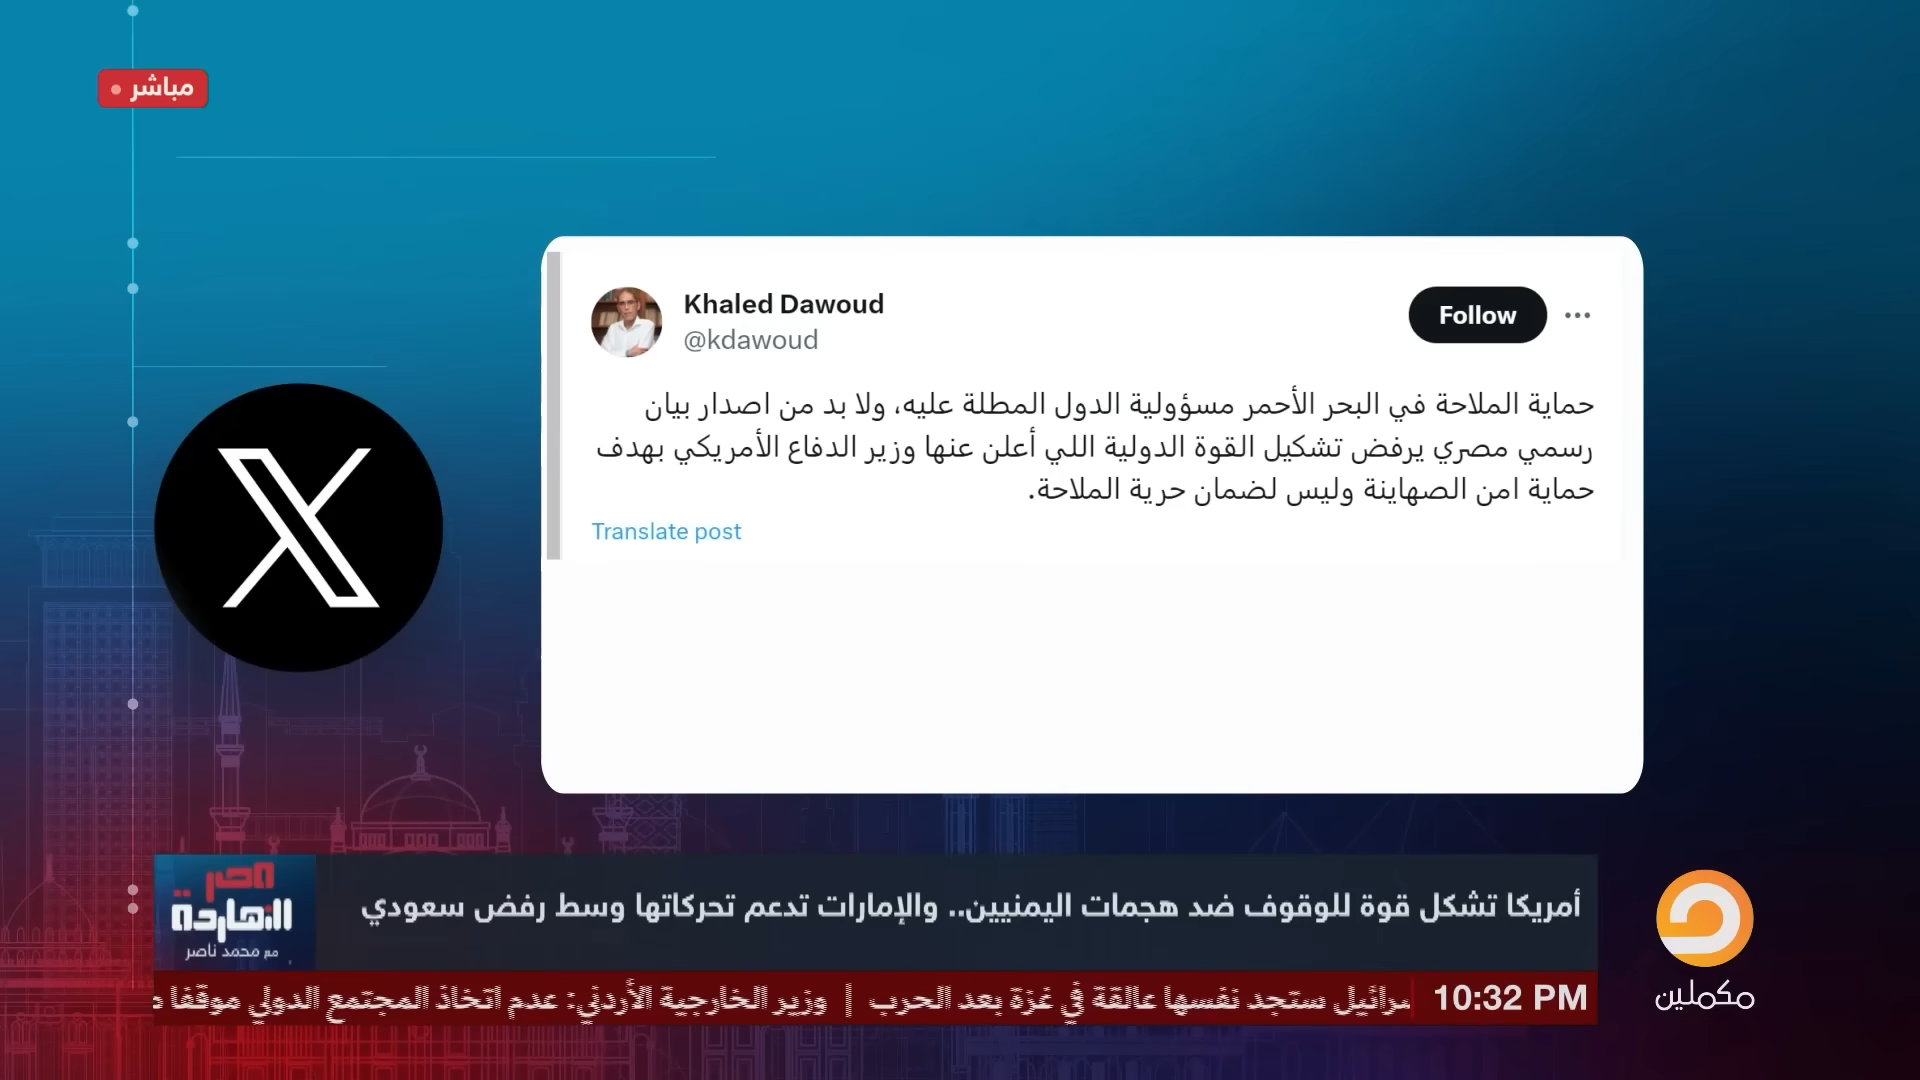 مباشر
Khaled Dawoud
@kdawoud
Follow
حماية الملاحة في البحر الأحمر مسؤولية الدول المطلة عليه، ولا بد من اصدار بيان
رسمي مصري يرفض تشكيل القوة الدولية اللي أعلن عنها وزير الدفاع الأمريكي بهدف
حماية امن الصهاينة وليس لضمان حرية الملاحة.
Translate post
مصر
النهاردة
مع محمد ناصر
أمريكا تشكل قوة للوقوف ضد هجمات اليمنيين.. والإمارات تدعم تحركاتها وسط رفض سعودي
ستجد نفسها عالقة في غزة بعد الحرب | وزير الخارجية الأردني: عدم اتخاذ المجتمع الدولي موقفا
10:32 PM
مكملين